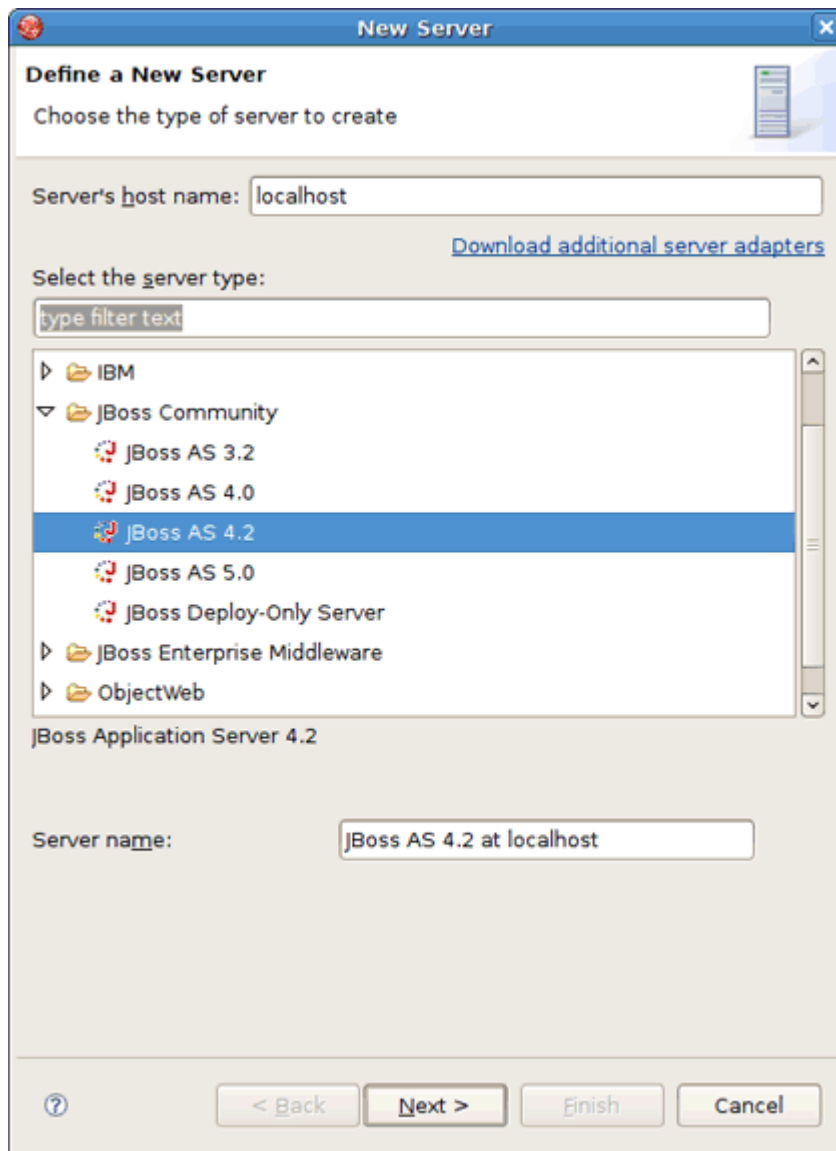 New Server
Define a New Server
Choose the type of server to create
Server's host name: localhost
Download additional server adapters
Select the server type:
type filter text
IBM
JBoss Community
JBoss AS 3.2
JBoss AS 4.0
JBoss AS 4.2
JBoss AS 5.0
JBoss Deploy-Only Server
JBoss Enterprise Middleware
ObjectWeb
JBoss Application Server 4.2
Server name: JBoss AS 4.2 at localhost
? < Back Next > Finish Cancel